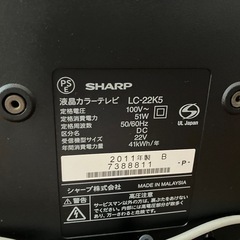 PS
E
SHARP
液晶カラーテレビ LC-22K5
定格電圧 100V~
定格消費電力 51W
定格周波数 50/60Hz
区分名 DC
受信機型サイズ 22V
年間消費電力量 41kWh/年
UL Japan
2011年製 B
7388811
-P-
シャープ株式会社
MADE IN MALAYSIA
高圧注意